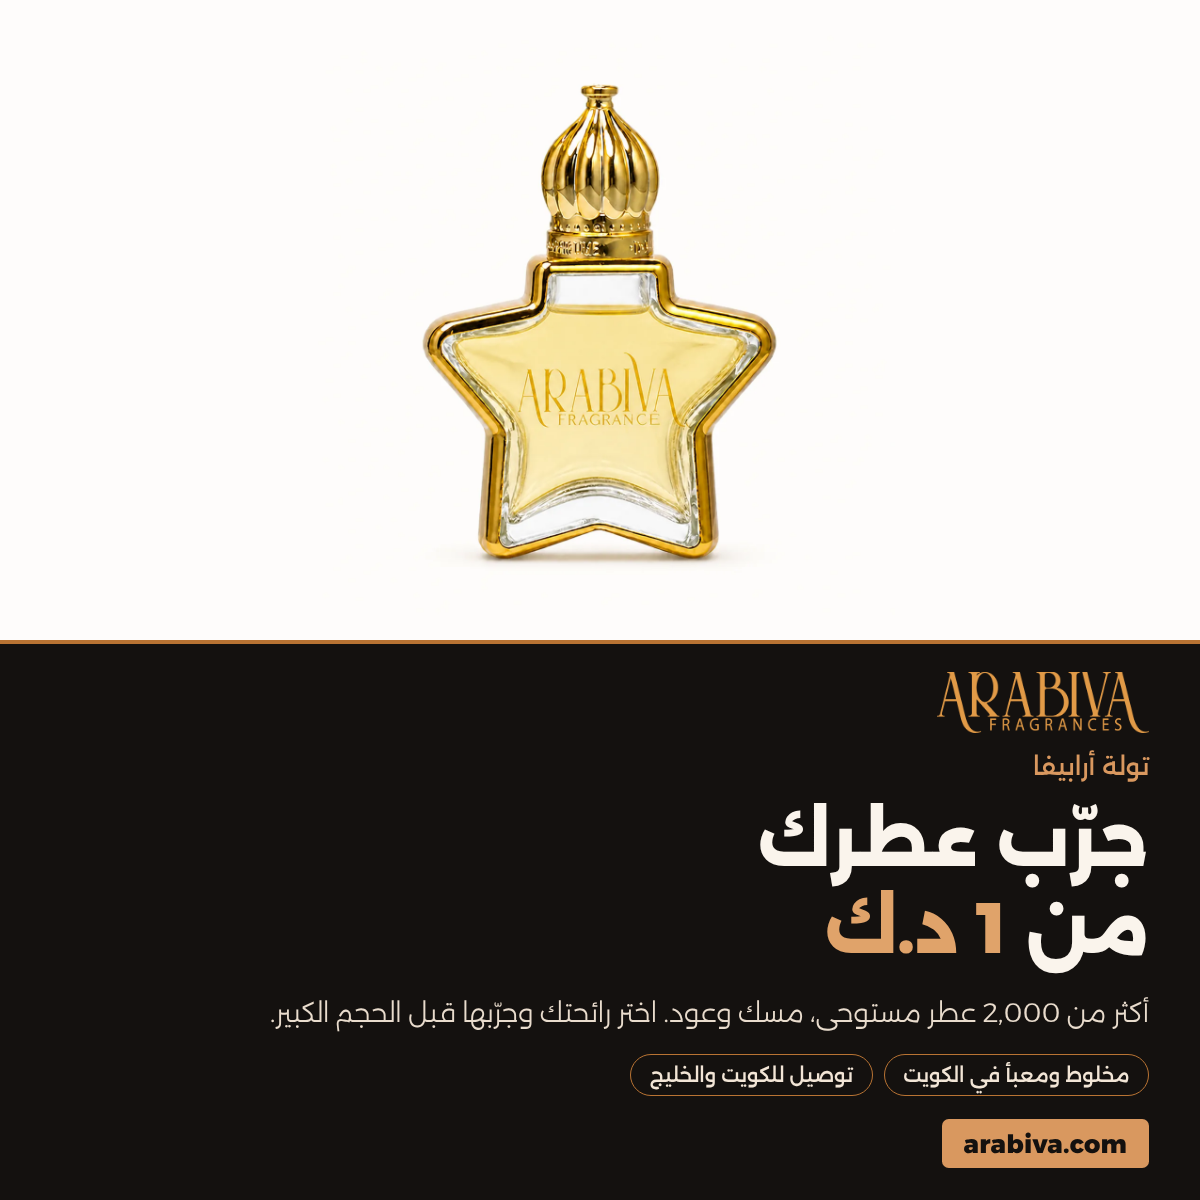 ARABIVA
FRAGRANCE
ARABIVA
FRAGRANCES
تولة أرابيفا
جرّب عطرك
من 1 د.ك
أكثر من 2,000 عطر مستوحى، مسك وعود. اختر رائحتك وجرّبها قبل الحجم الكبير.
مخلوط ومعبأ في الكويت
توصيل للكويت والخليج
arabiva.com